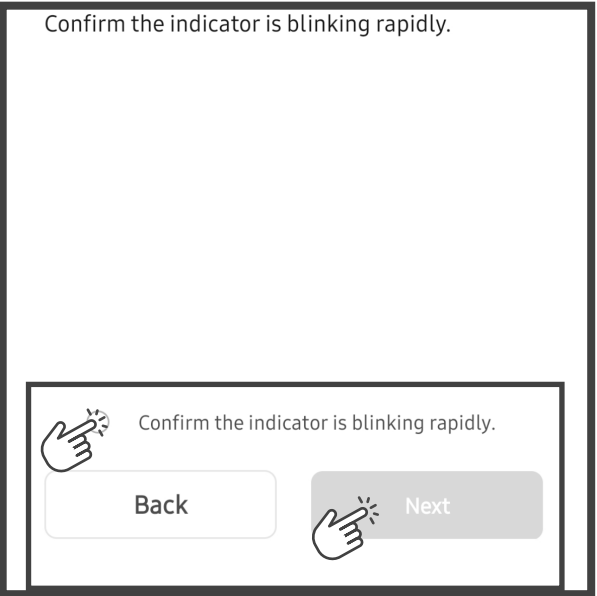 Confirm the indicator is blinking rapidly.
Confirm the indicator is blinking rapidly.
Back
Next